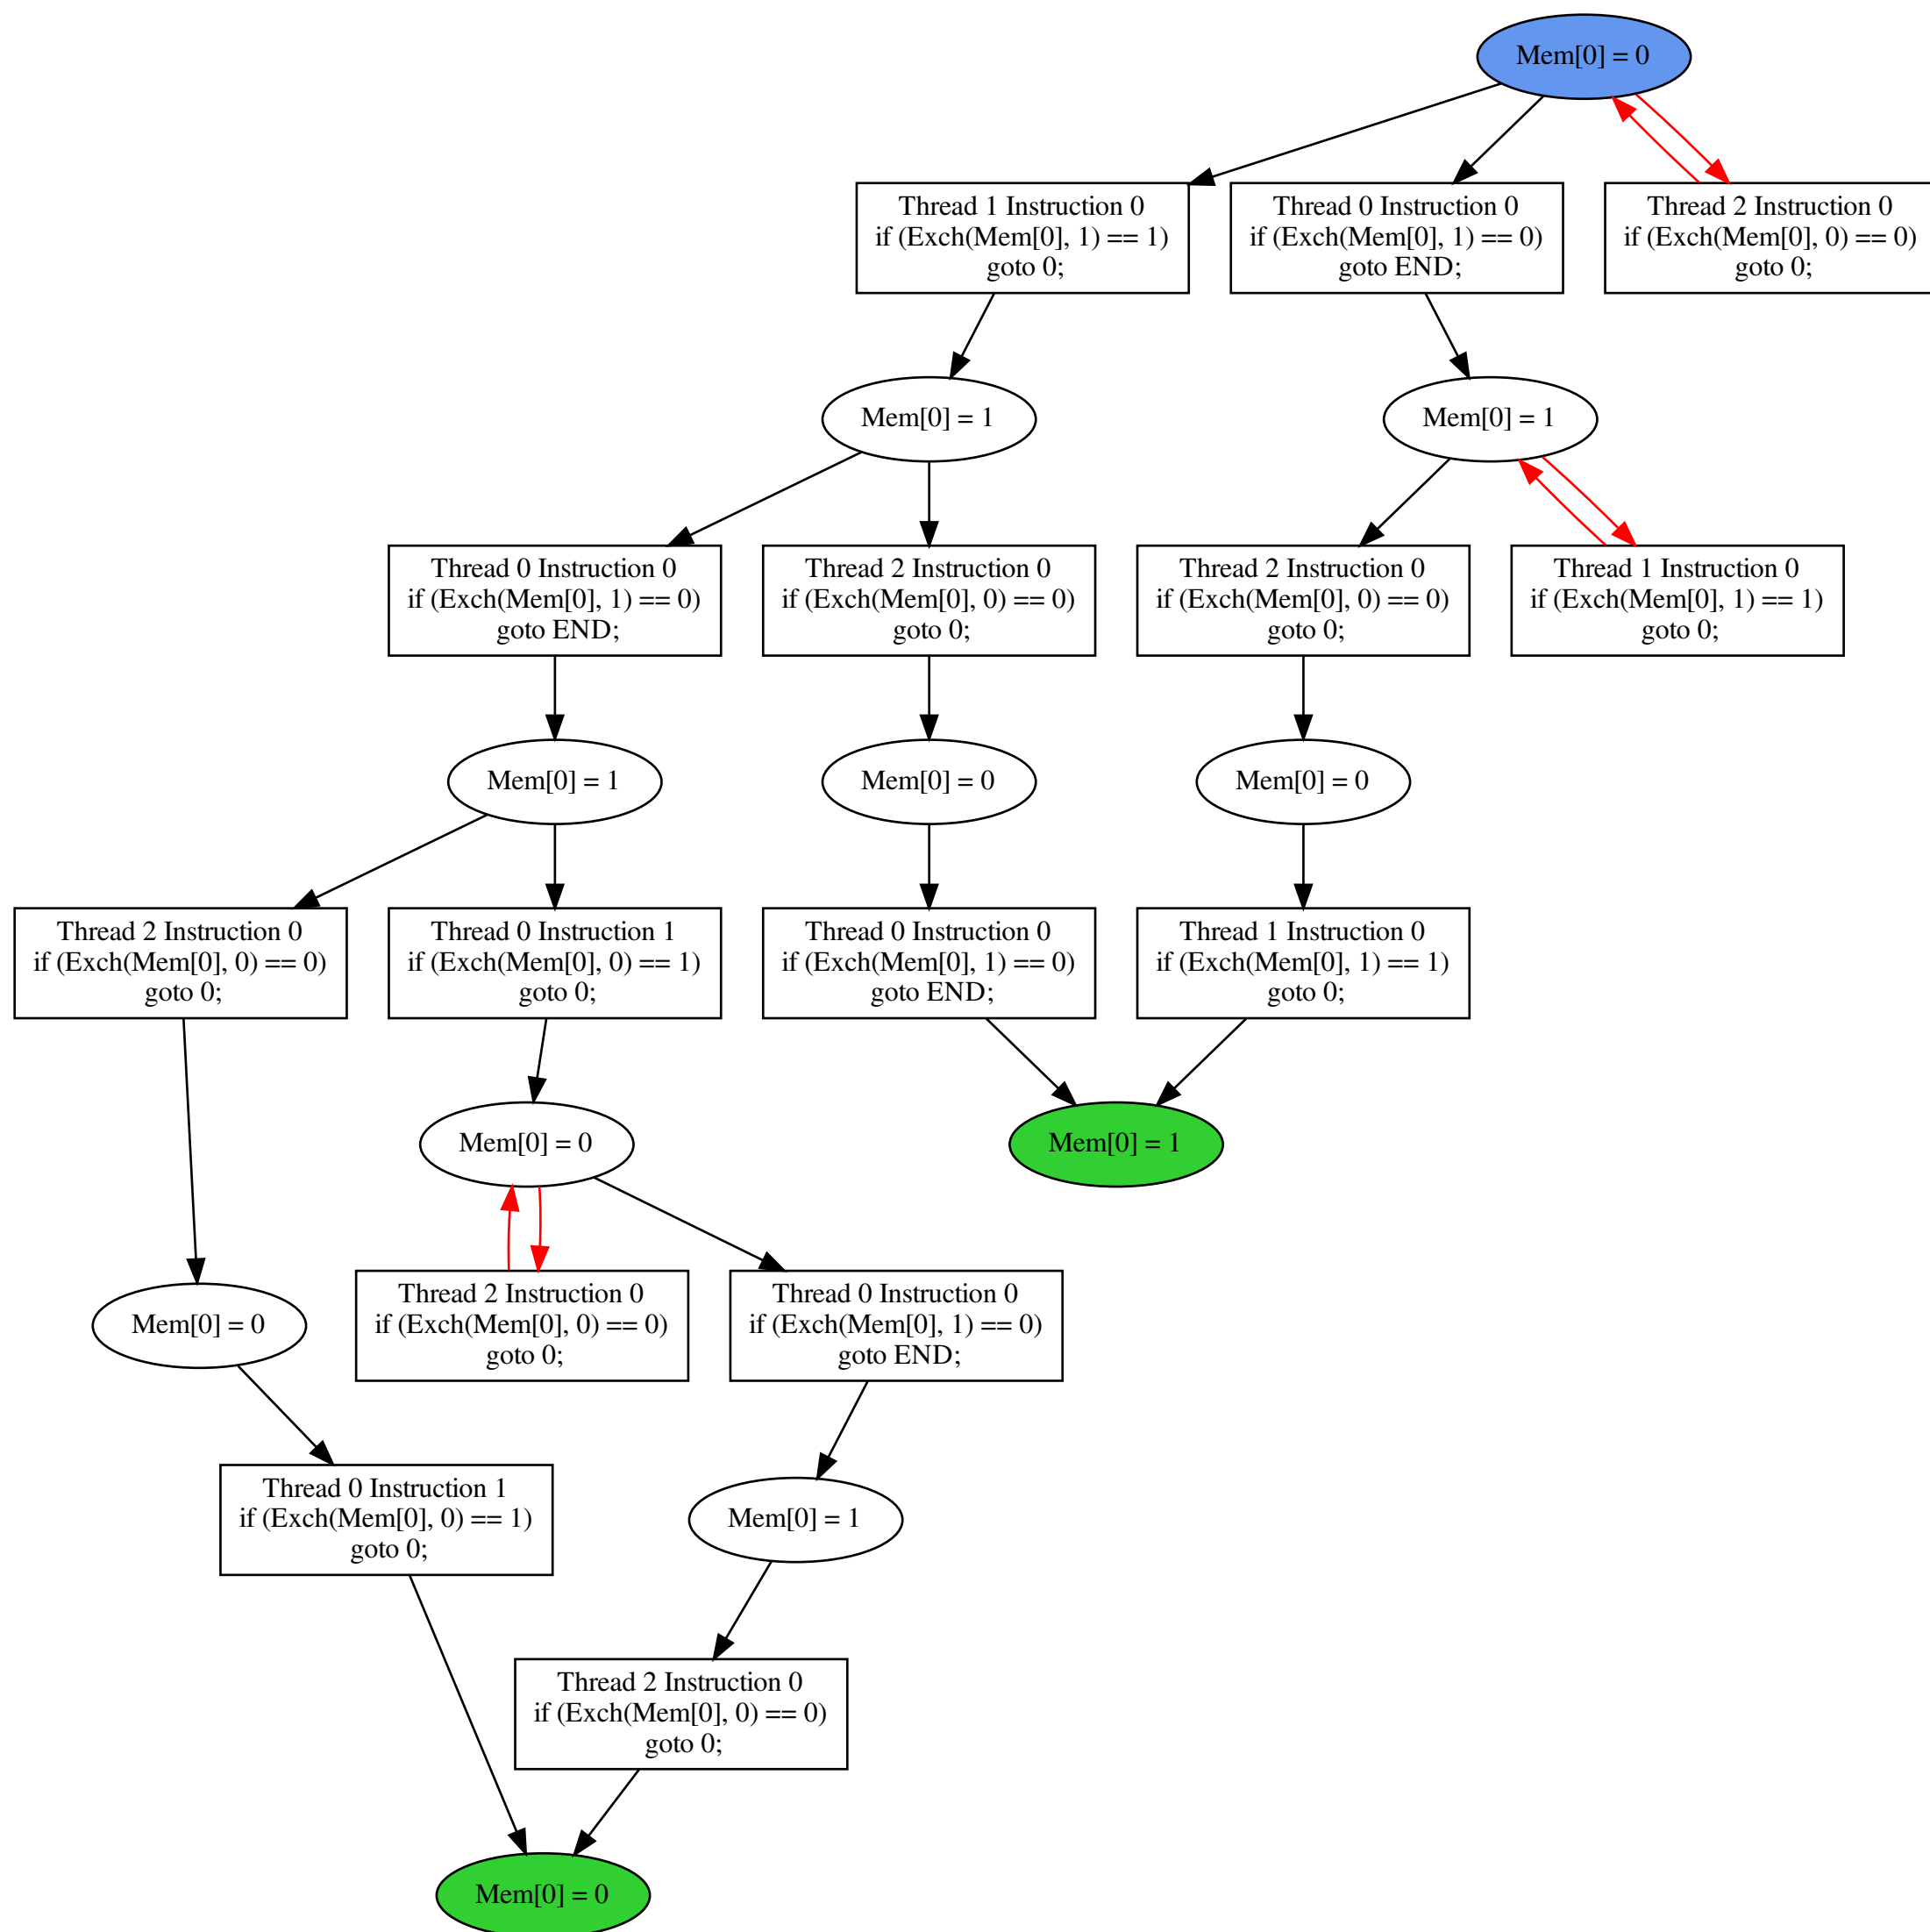 Mem[0] = 0
Thread 1 Instruction 0
if (Exch(Mem[0], 1) == 1)
goto 0;
Thread 0 Instruction 0
if (Exch(Mem[0], 1) == 0)
goto END;
Thread 2 Instruction 0
if (Exch(Mem[0], 0) == 0)
goto 0;
Mem[0] = 1
Mem[0] = 1
Thread 0 Instruction 0
if (Exch(Mem[0], 1) == 0)
goto END;
Thread 2 Instruction 0
if (Exch(Mem[0], 0) == 0)
goto 0;
Thread 2 Instruction 0
if (Exch(Mem[0], 0) == 0)
goto 0;
Thread 1 Instruction 0
if (Exch(Mem[0], 1) == 1)
goto 0;
Mem[0] = 1
Mem[0] = 0
Mem[0] = 0
Thread 2 Instruction 0
if (Exch(Mem[0], 0) == 0)
goto 0;
Thread 0 Instruction 1
if (Exch(Mem[0], 0) == 1)
goto 0;
Thread 0 Instruction 0
if (Exch(Mem[0], 1) == 0)
goto END;
Thread 1 Instruction 0
if (Exch(Mem[0], 1) == 1)
goto 0;
Mem[0] = 0
Mem[0] = 1
Mem[0] = 0
Thread 2 Instruction 0
if (Exch(Mem[0], 0) == 0)
goto 0;
Thread 0 Instruction 0
if (Exch(Mem[0], 1) == 0)
goto END;
Thread 0 Instruction 1
if (Exch(Mem[0], 0) == 1)
goto 0;
Mem[0] = 1
Thread 2 Instruction 0
if (Exch(Mem[0], 0) == 0)
goto 0;
Mem[0] = 0